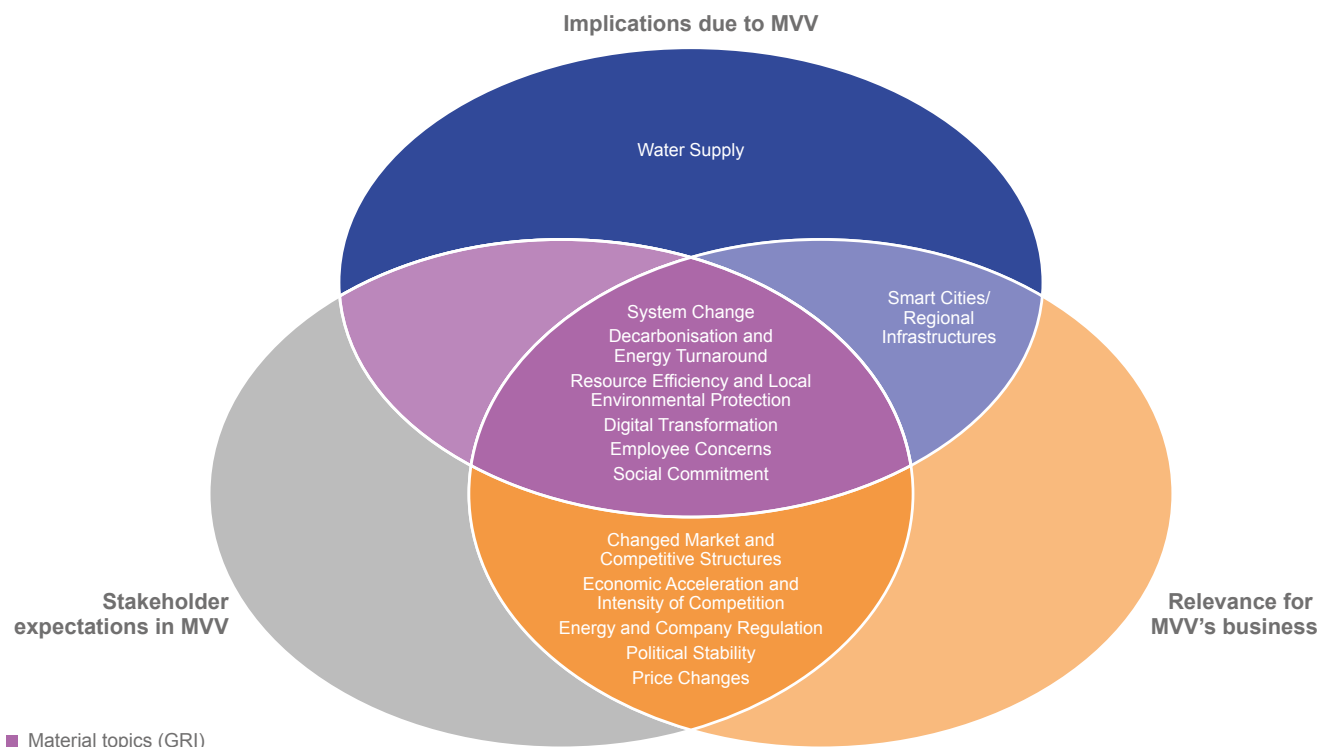 Implications due to MVV
Water Supply
Smart Cities/
Regional
Infrastructures
System Change
Decarbonisation and
Energy Turnaround
Resource Efficiency and Local
Environmental Protection
Digital Transformation
Employee Concerns
Social Commitment
Changed Market and
Competitive Structures
Economic Acceleration and
Intensity of Competition
Energy and Company Regulation
Political Stability
Price Changes
Stakeholder
expectations in MVV
Relevance for
MVV’s business
Material topics (GRI)